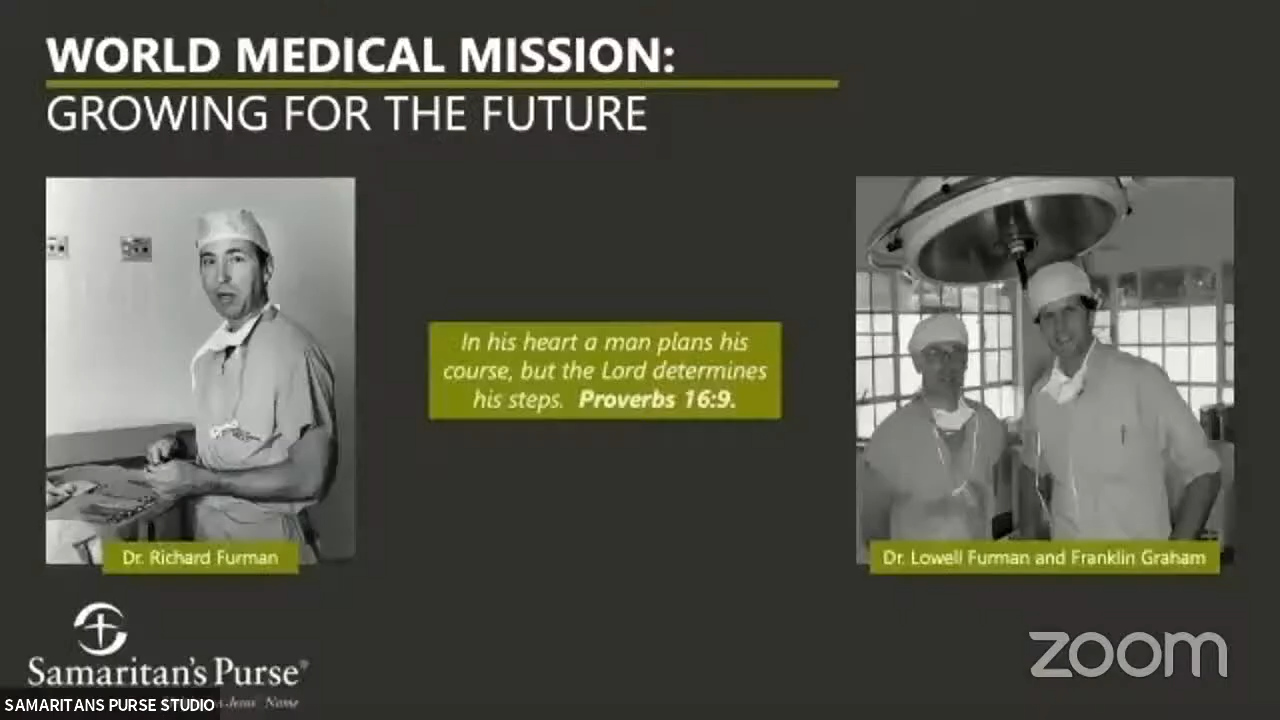 WORLD MEDICAL MISSION:
GROWING FOR THE FUTURE
In his heart a man plans his
course, but the Lord determines
his steps. Proverbs 16:9.
Dr. Richard Furman
Dr. Lowell Furman and Franklin Graham
Samaritan's Purse®
Jesus' Name
SAMARITANS PURSE STUDIO
zoom